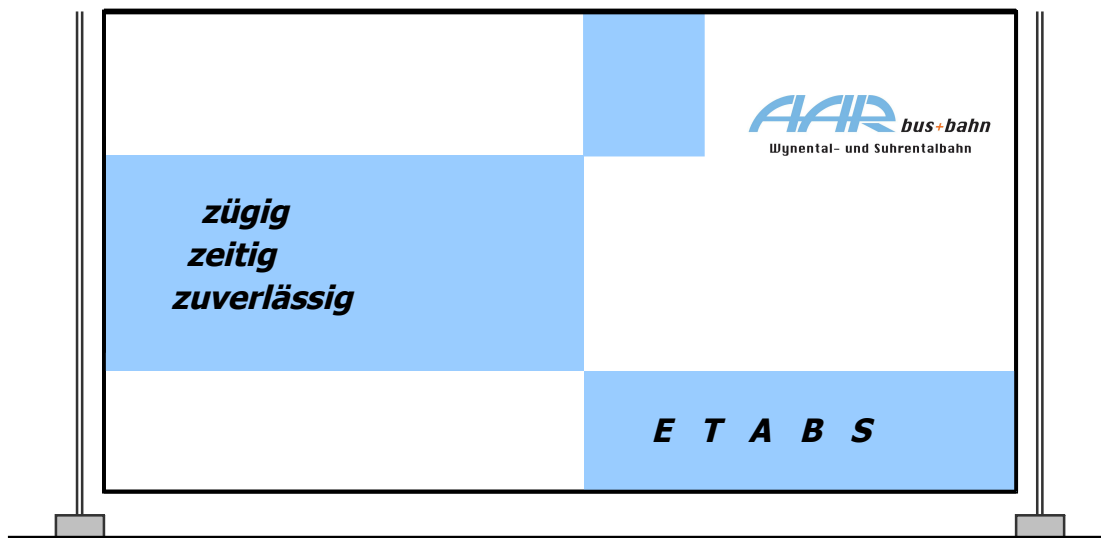 AAR bus+bahn
Wynental- und Suhrentalbahn
zügig
zeitig
zuverlässig
E T A B S